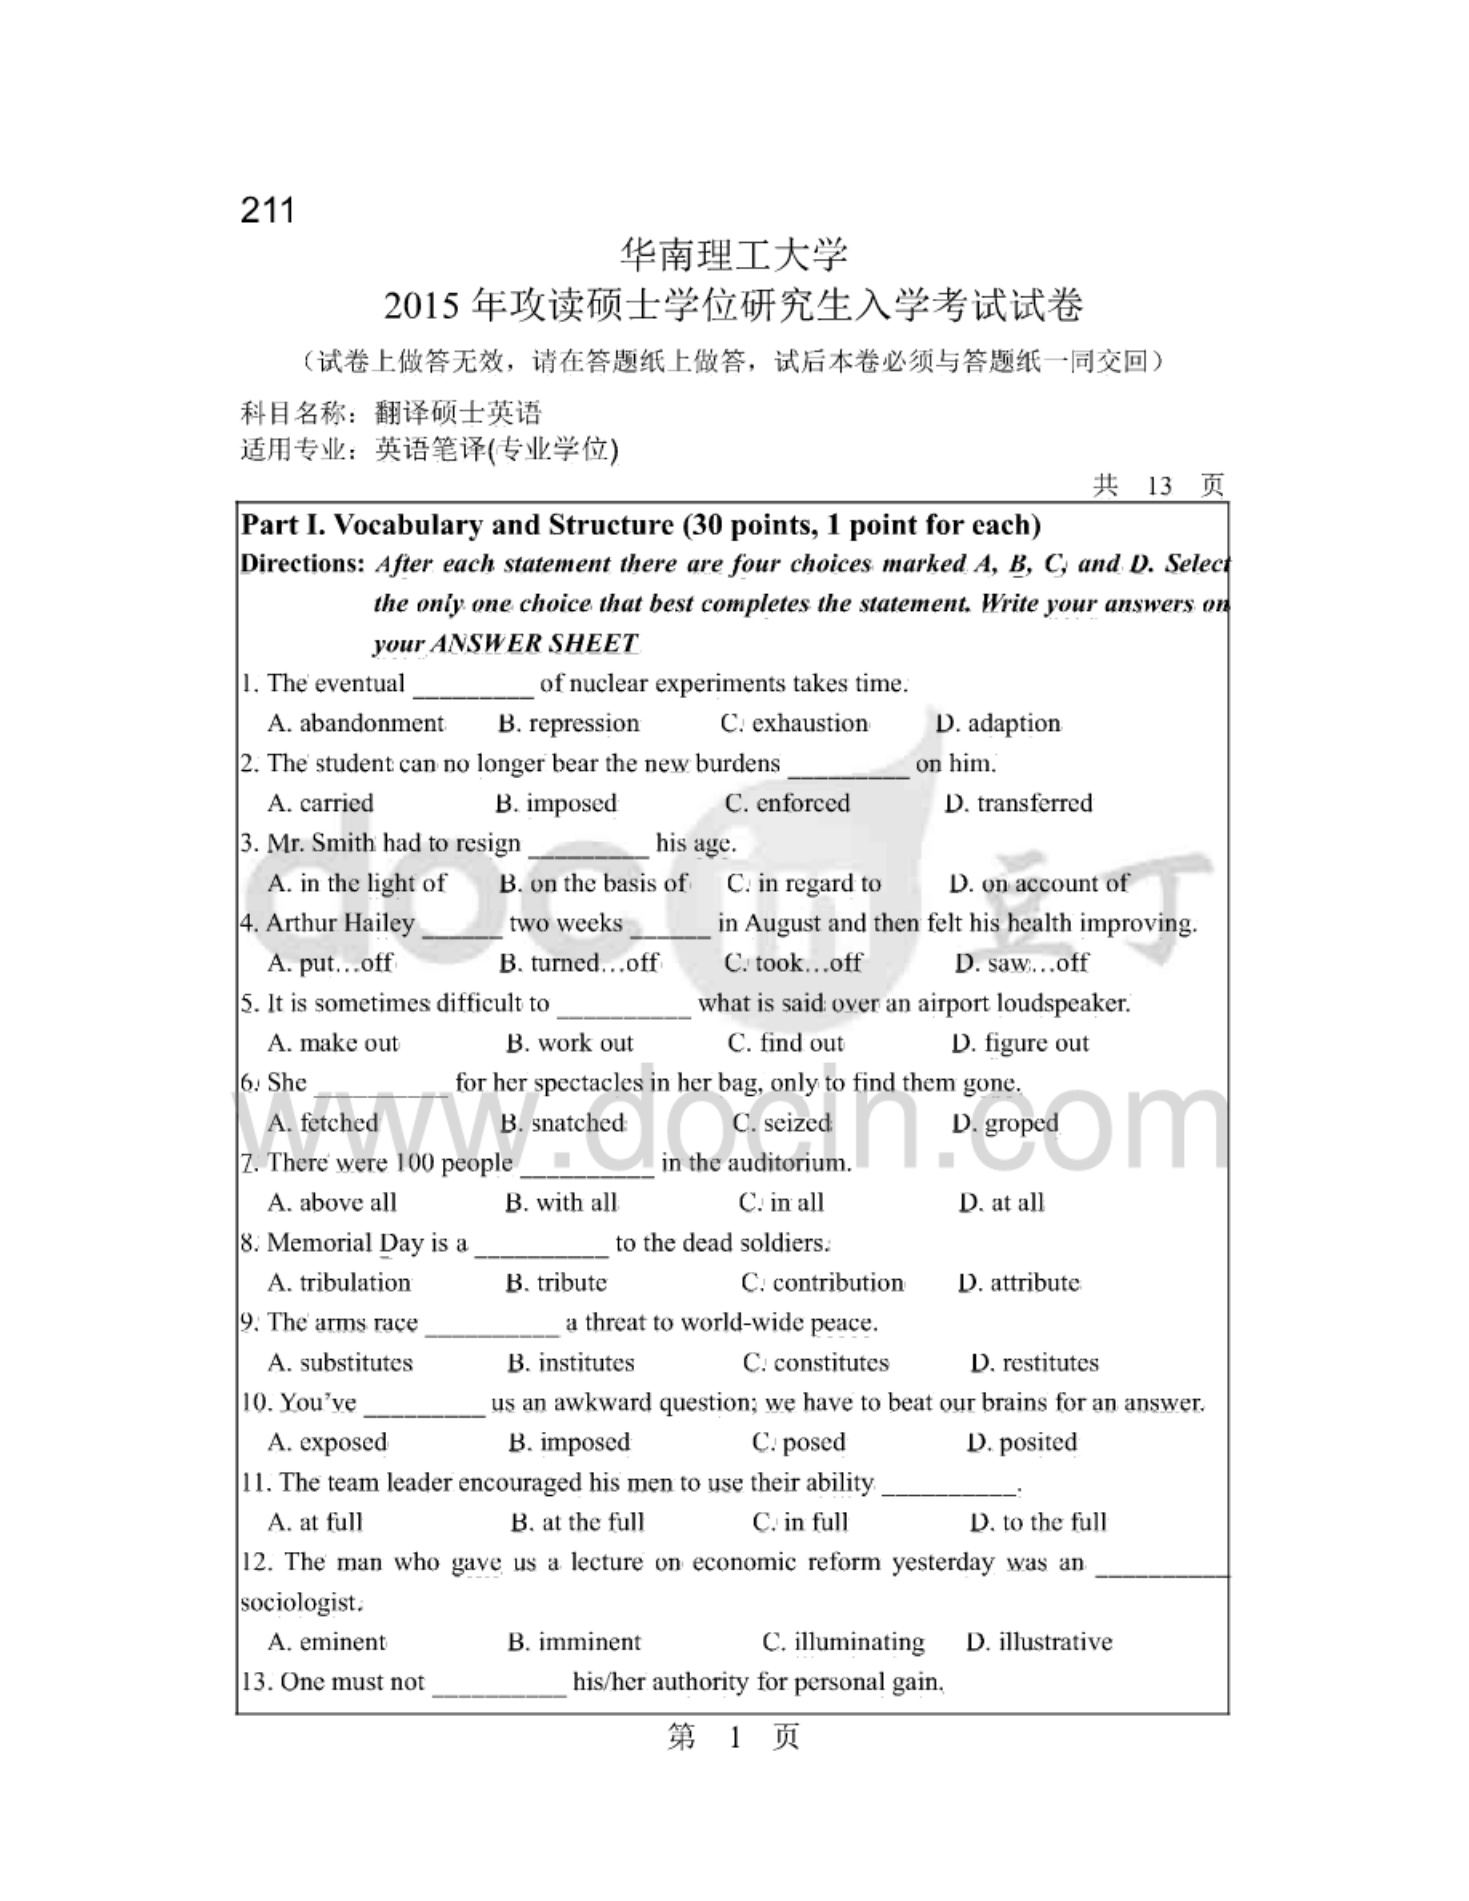 211
华南理工大学
2015 年攻读硕士学位研究生入学考试试卷
（试卷上做答无效，请在答题纸上做答，试后本卷必须与答题纸一同交回）
科目名称：翻译硕士英语
适用专业：英语笔译(专业学位)
共 13 页
Part I. Vocabulary and Structure (30 points, 1 point for each)
Directions: After each statement there are four choices marked A, B, C, and D. Select
the only one choice that best completes the statement. Write your answers on
your ANSWER SHEET
1. The eventual _________ of nuclear experiments takes time.
A. abandonment B. repression C. exhaustion D. adaption
2. The student can no longer bear the new burdens _________ on him.
A. carried B. imposed C. enforced D. transferred
3. Mr. Smith had to resign _________ his age.
A. in the light of B. on the basis of C. in regard to D. on account of
4. Arthur Hailey ______ two weeks ______ in August and then felt his health improving.
A. put…off B. turned…off C. took…off D. saw…off
5. It is sometimes difficult to __________ what is said over an airport loudspeaker.
A. make out B. work out C. find out D. figure out
6. She __________ for her spectacles in her bag, only to find them gone.
A. fetched B. snatched C. seized D. groped
7. There were 100 people __________ in the auditorium.
A. above all B. with all C. in all D. at all
8. Memorial Day is a __________ to the dead soldiers.
A. tribulation B. tribute C. contribution D. attribute
9. The arms race __________ a threat to world-wide peace.
A. substitutes B. institutes C. constitutes D. restitutes
10. You've _________ us an awkward question; we have to beat our brains for an answer.
A. exposed B. imposed C. posed D. posited
11. The team leader encouraged his men to use their ability __________.
A. at full B. at the full C. in full D. to the full
12. The man who gave us a lecture on economic reform yesterday was an __________
sociologist.
A. eminent B. imminent C. illuminating D. illustrative
13. One must not __________ his/her authority for personal gain.
第 1 页
docin 豆丁
www.docin.com